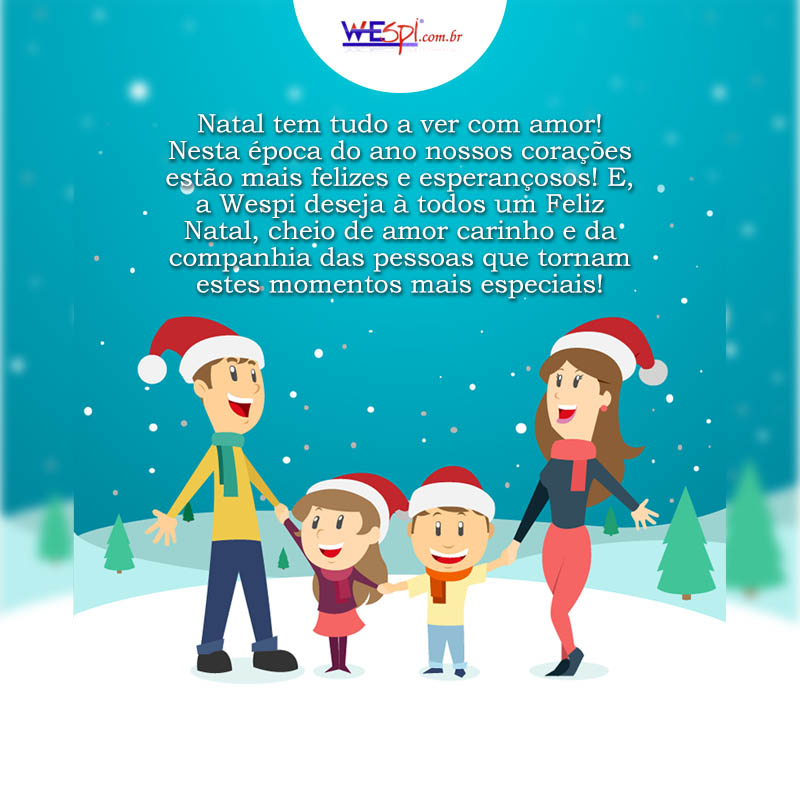 WESpi.com.br
Natal tem tudo a ver com amor!
Nesta época do ano nossos corações
estão mais felizes e esperançosos! E,
a Wespi deseja à todos um Feliz
Natal, cheio de amor carinho e da
companhia das pessoas que tornam
estes momentos mais especiais!